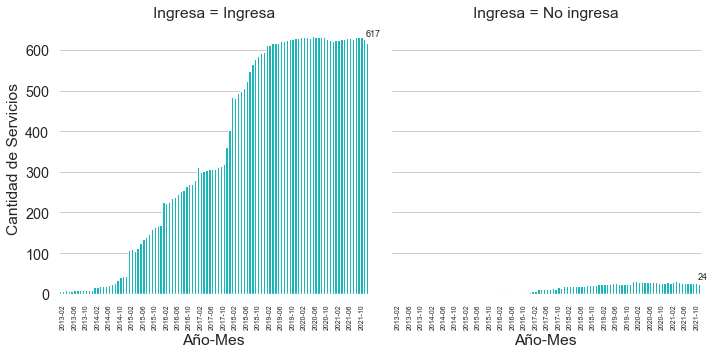 Ingresa = Ingresa
Ingresa = No ingresa
617
600
500
400
300
200
100
0
24
Cantidad de Servicios
2013-02 2013-06 2013-10 2014-02 2014-06 2014-10 2015-02 2015-06 2015-10 2016-02 2016-06 2016-10 2017-02 2017-06 2017-10 2018-02 2018-06 2018-10 2019-02 2019-06 2019-10 2020-02 2020-06 2020-10 2021-02 2021-06 2021-10
2013-02 2013-06 2013-10 2014-02 2014-06 2014-10 2015-02 2015-06 2015-10 2016-02 2016-06 2016-10 2017-02 2017-06 2017-10 2018-02 2018-06 2018-10 2019-02 2019-06 2019-10 2020-02 2020-06 2020-10 2021-02 2021-06 2021-10
Año-Mes
Año-Mes